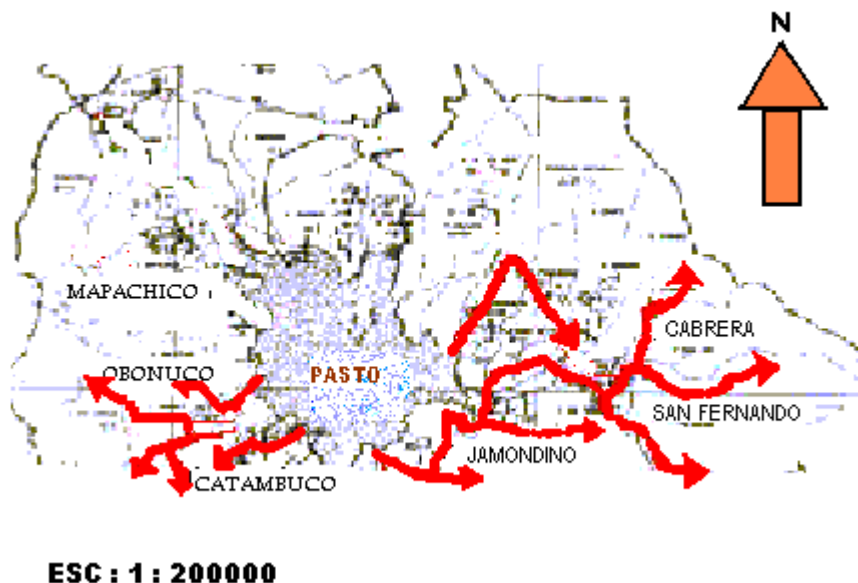 N
MAPACHICO
CABRERA
OBONUCO
PASTO
SAN FERNANDO
JAMONDINO
CATAMBUCO
ESC : 1 : 200000